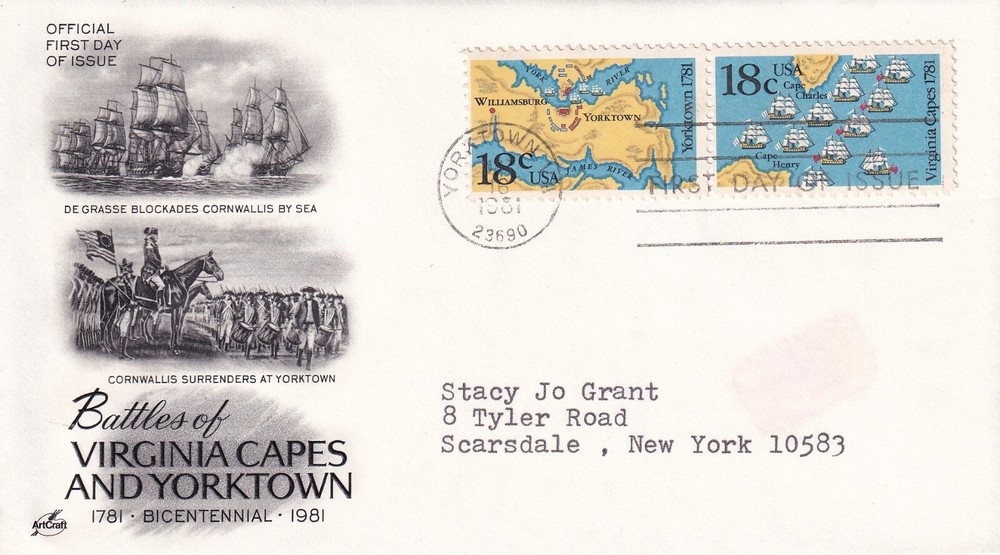 OFFICIAL
FIRST DAY
OF ISSUE
DE GRASSE BLOCKADES CORNWALLIS BY SEA
CORNWALLIS SURRENDERS AT YORKTOWN
Battles of
VIRGINIA CAPES
AND YORKTOWN
1781 · BICENTENNIAL · 1981
ArtCraft
YORK RIVER
WILLIAMSBURG
YORKTOWN
JAMES RIVER
18c USA
Yorktown 1781
18c USA
Cape
Charles
Cape
Henry
Virginia Capes 1781
YORKTOWN
16
1981
23690
FIRST DAY OF ISSUE
Stacy Jo Grant
8 Tyler Road
Scarsdale , New York 10583